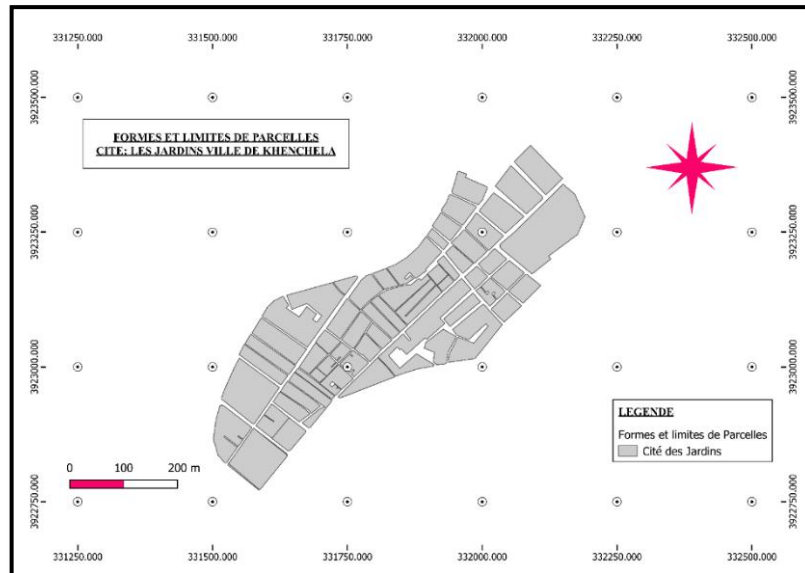 331250.000 331500.000 331750.000 332000.000 332250.000 332500.000
3923500.000 3923500.000
FORMES ET LIMITES DE PARCELLES
CITE: LES JARDINS VILLE DE KHENCHELA
3923250.000 3923250.000
3923000.000 3923000.000
LEGENDE
Formes et limites de Parcelles
Cité des Jardins
0 100 200 m
3922750.000 3922750.000
331250.000 331500.000 331750.000 332000.000 332250.000 332500.000